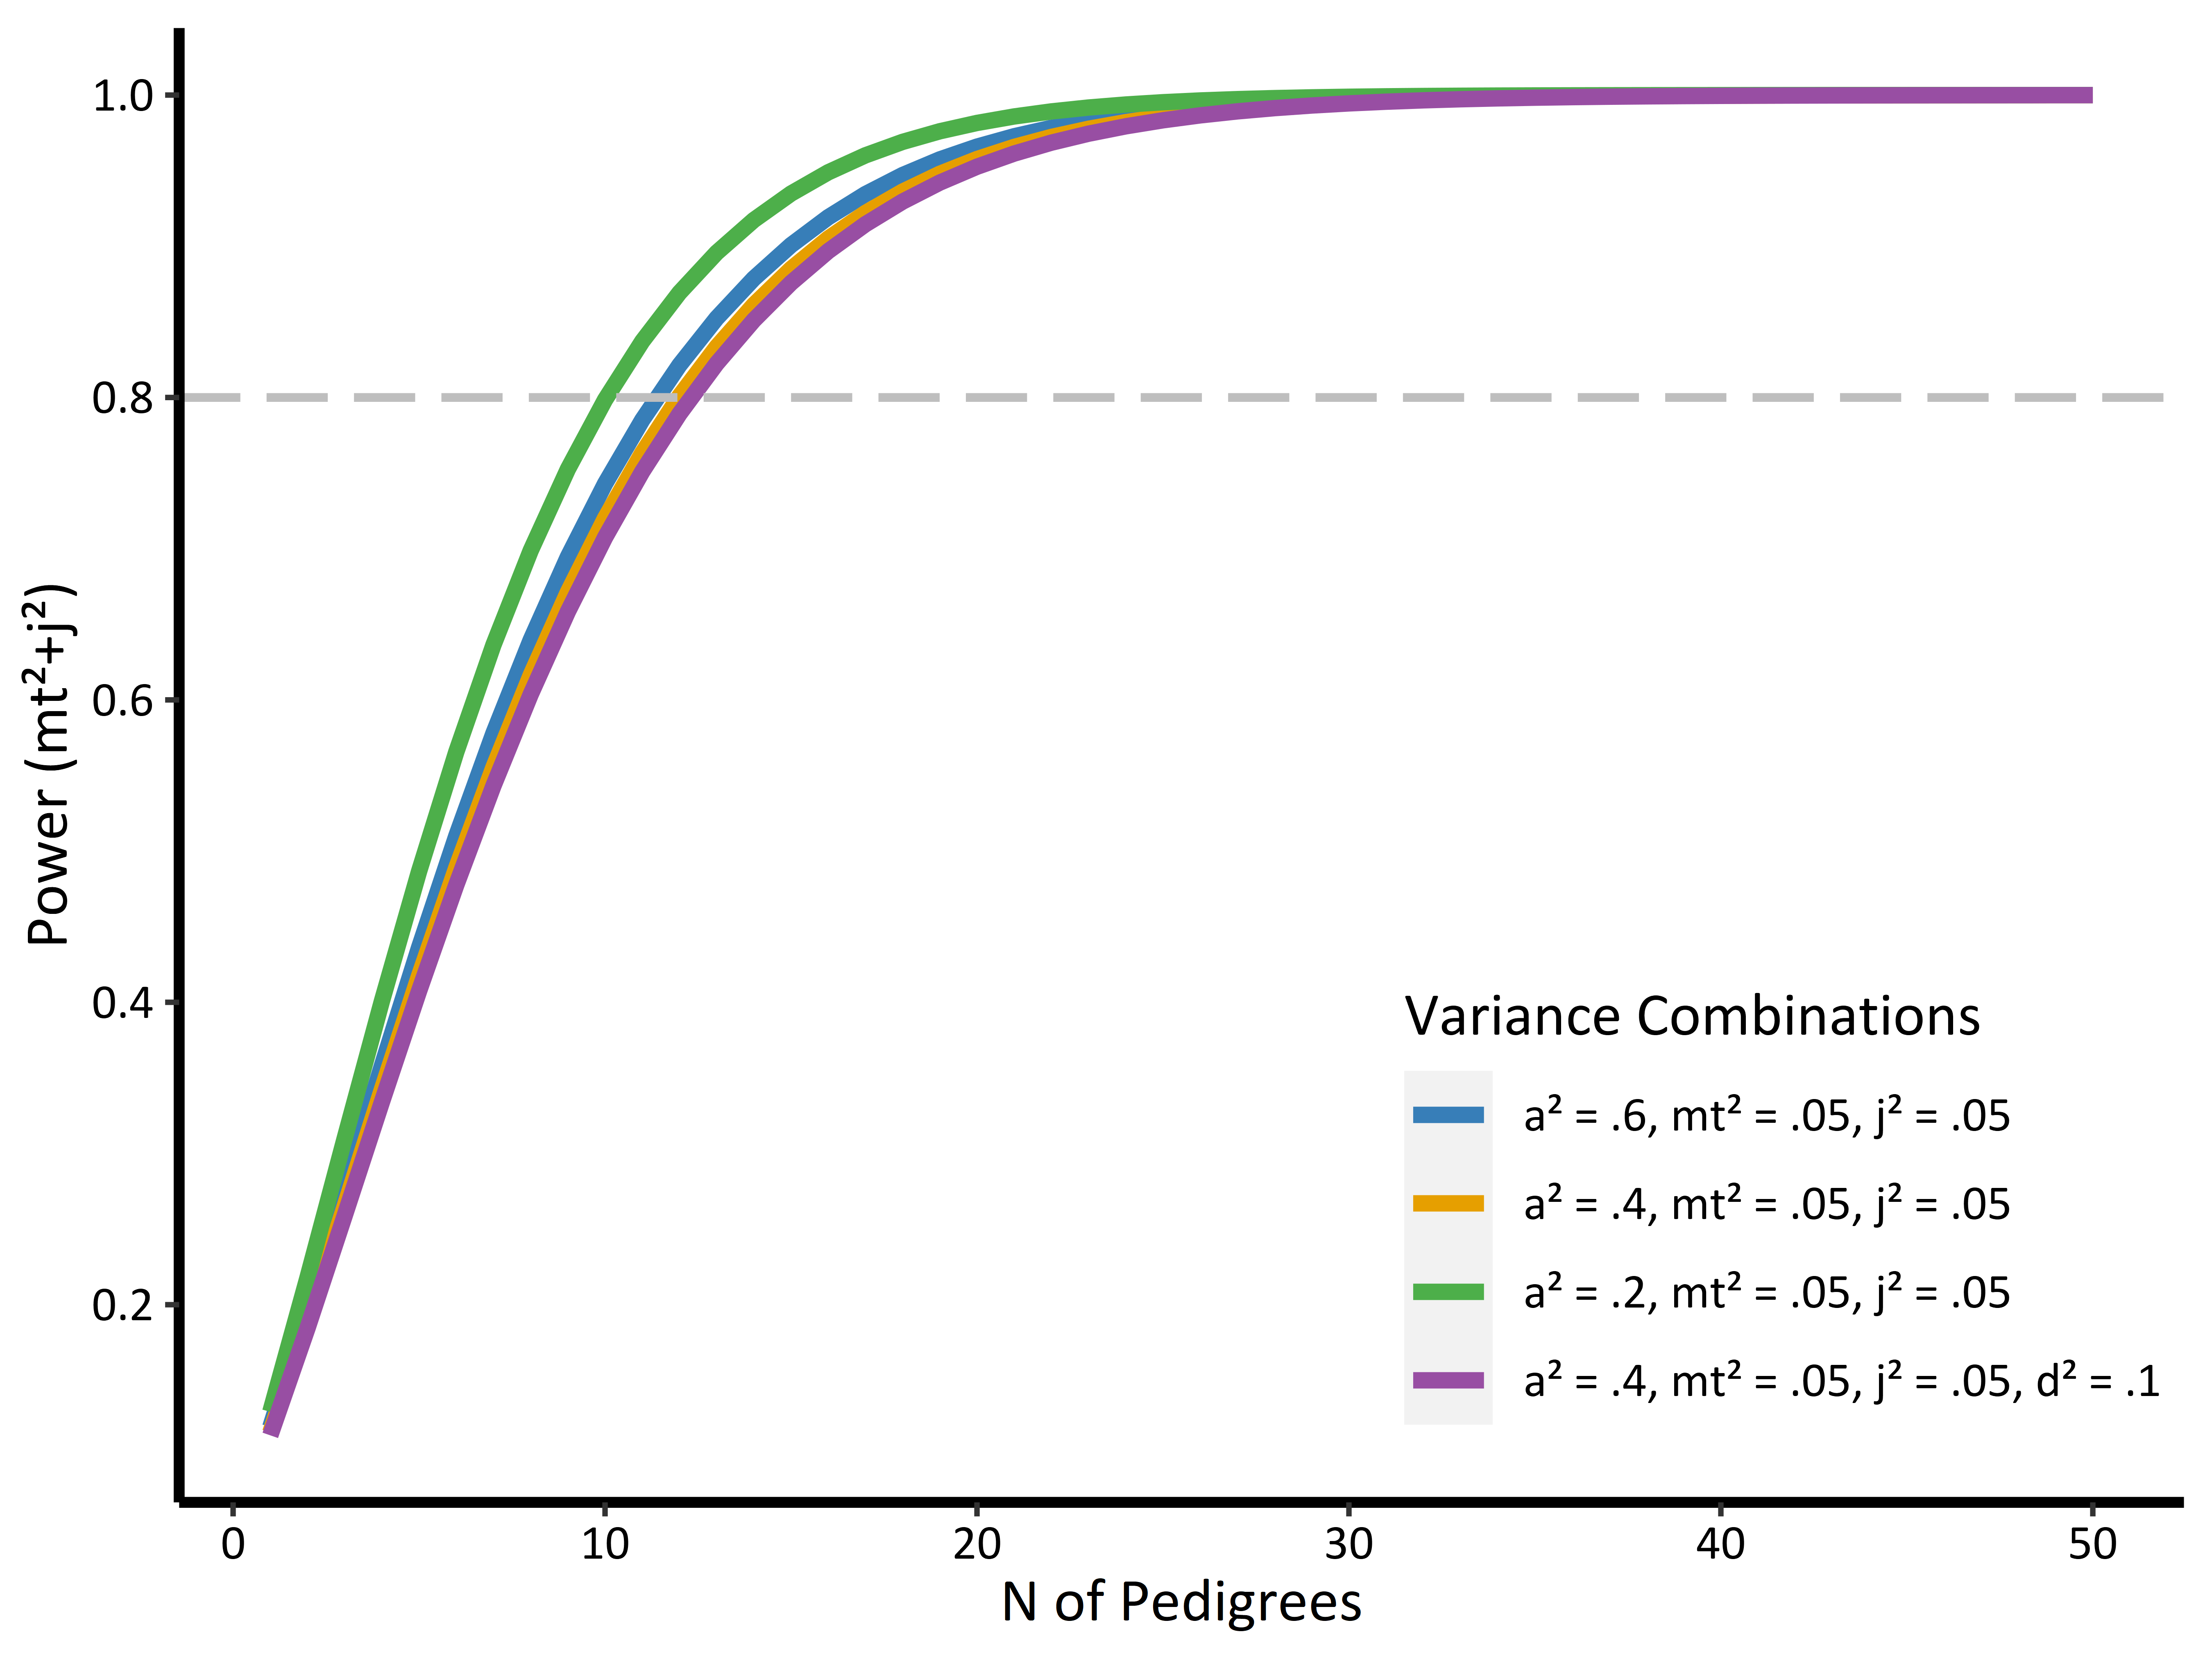 Power (mt²+j²)
1.0
0.8
0.6
0.4
0.2
0 10 20 30 40 50
N of Pedigrees
Variance Combinations
a² = .6, mt² = .05, j² = .05
a² = .4, mt² = .05, j² = .05
a² = .2, mt² = .05, j² = .05
a² = .4, mt² = .05, j² = .05, d² = .1